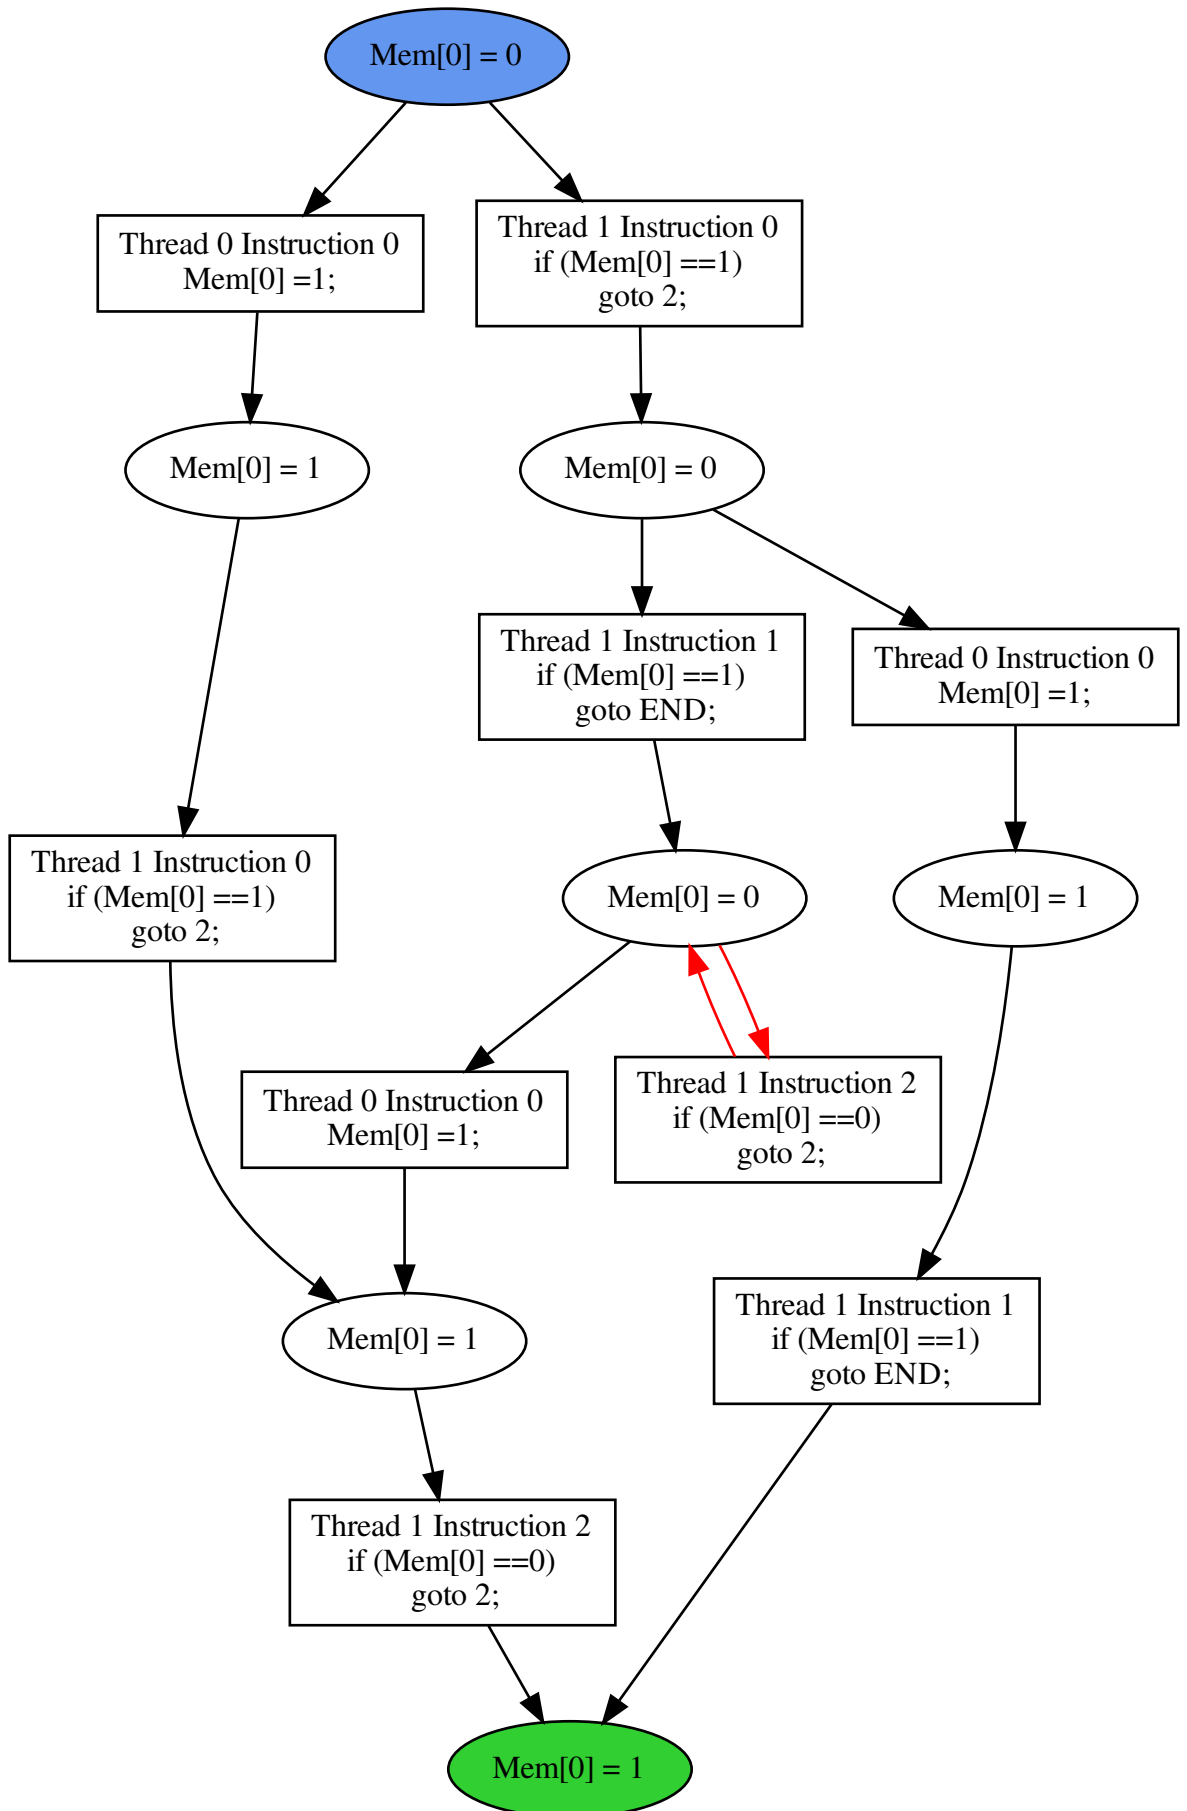 Mem[0] = 0
Thread 0 Instruction 0
Mem[0] =1;
Thread 1 Instruction 0
if (Mem[0] ==1)
goto 2;
Mem[0] = 1
Mem[0] = 0
Thread 1 Instruction 1
if (Mem[0] ==1)
goto END;
Thread 0 Instruction 0
Mem[0] =1;
Thread 1 Instruction 0
if (Mem[0] ==1)
goto 2;
Mem[0] = 0
Mem[0] = 1
Thread 0 Instruction 0
Mem[0] =1;
Thread 1 Instruction 2
if (Mem[0] ==0)
goto 2;
Mem[0] = 1
Thread 1 Instruction 1
if (Mem[0] ==1)
goto END;
Thread 1 Instruction 2
if (Mem[0] ==0)
goto 2;
Mem[0] = 1